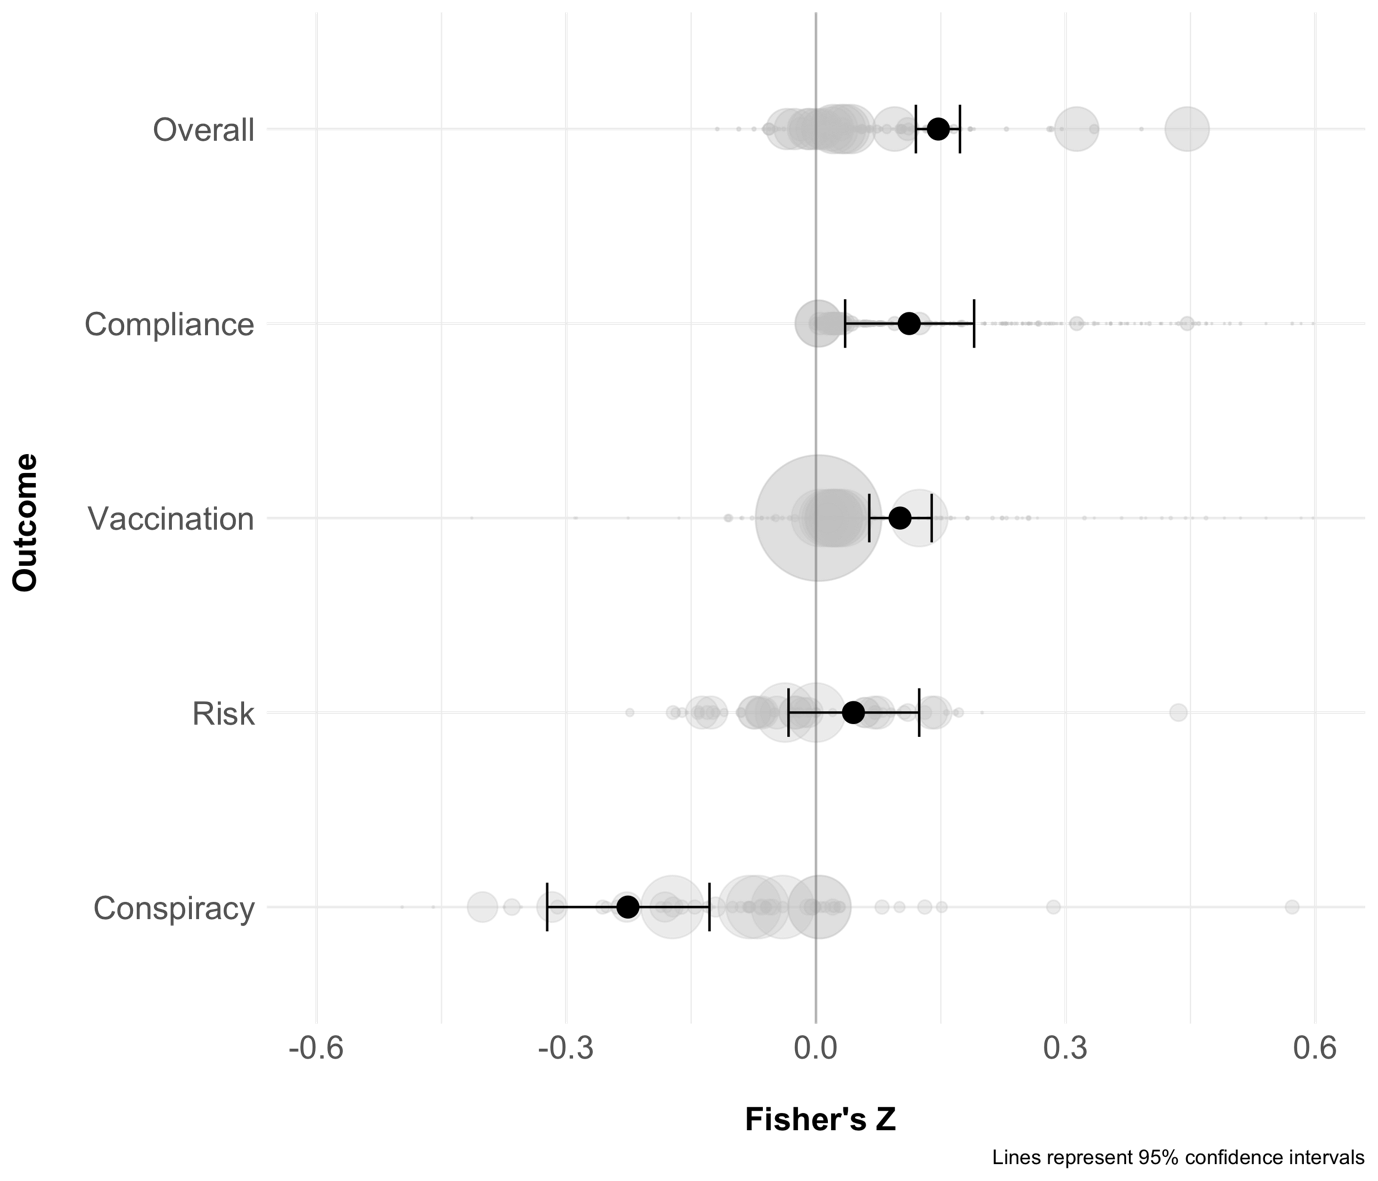 Overall
Compliance
Vaccination
Risk
Conspiracy
Outcome
-0.6 -0.3 0.0 0.3 0.6
Fisher's Z
Lines represent 95% confidence intervals